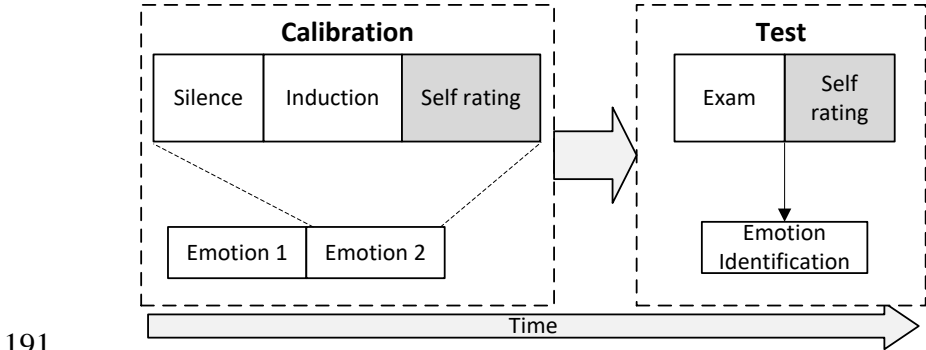 Calibration
Silence
Induction
Self rating
Emotion 1
Emotion 2
Test
Exam
Self
rating
Emotion
Identification
Time
191